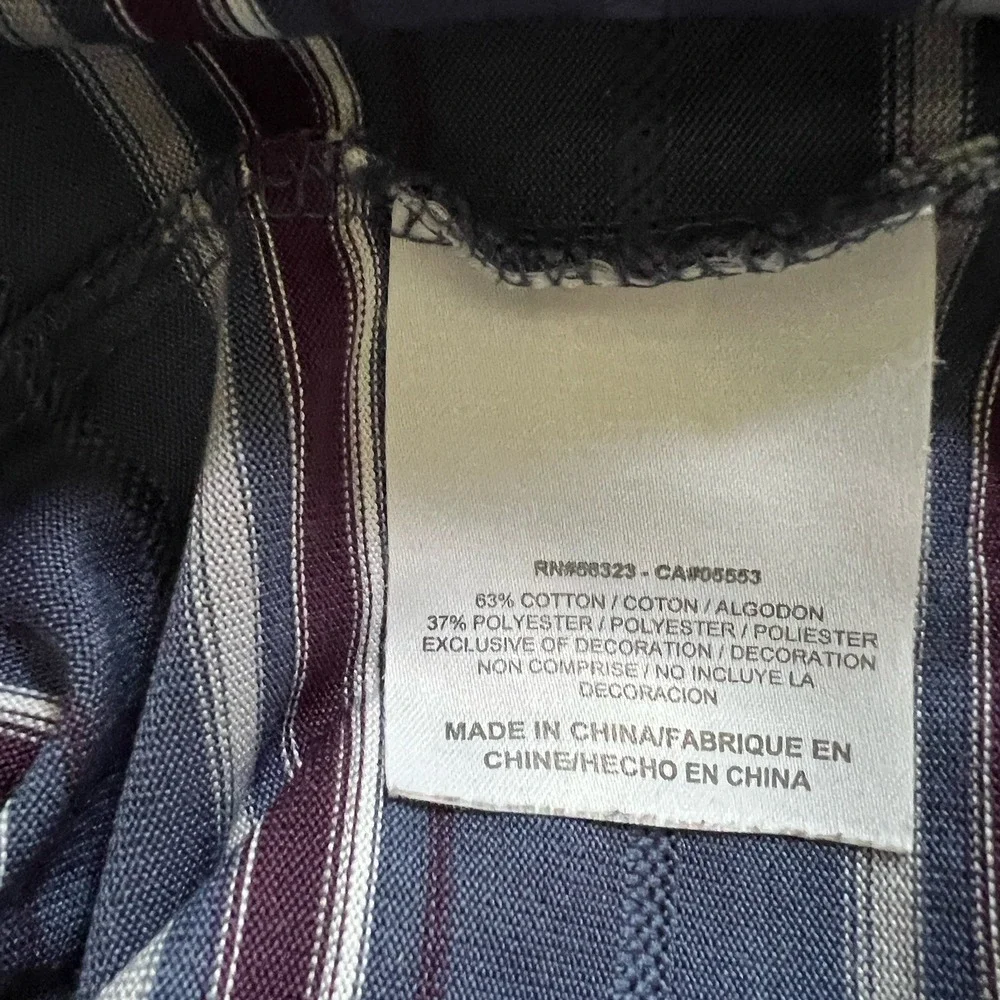 RN#56323 - CA#05553
63% COTTON / COTON / ALGODON
37% POLYESTER / POLYESTER / POLIESTER
EXCLUSIVE OF DECORATION / DECORATION
NON COMPRISE / NO INCLUYE LA
DECORACION
MADE IN CHINA/FABRIQUE EN
CHINE/HECHO EN CHINA